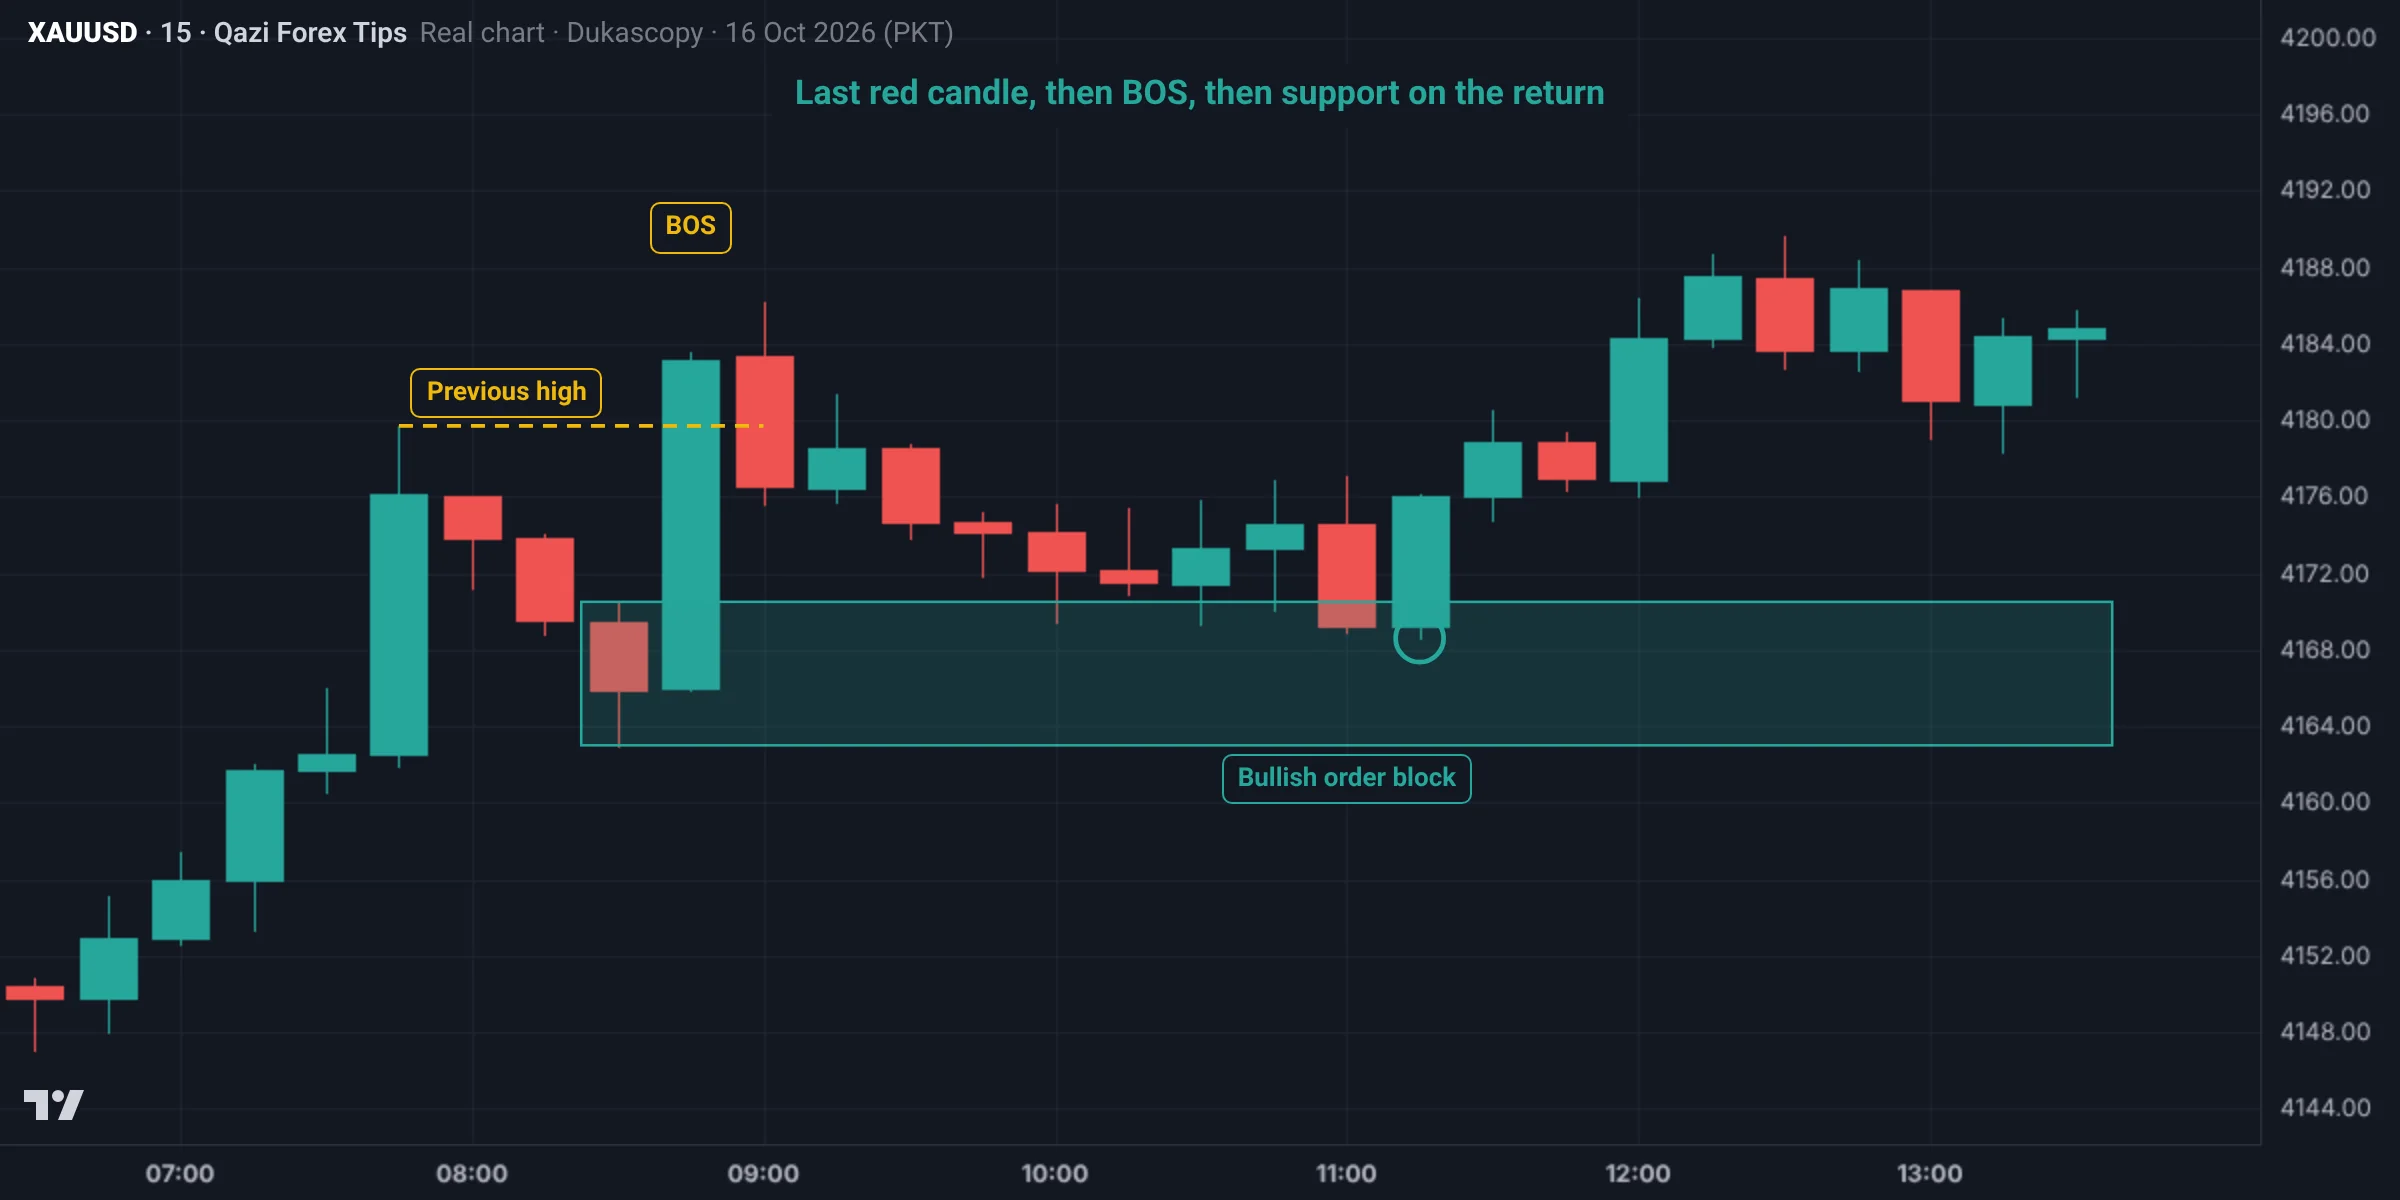 XAUUSD · 15 · Qazi Forex Tips Real chart · Dukascopy · 16 Oct 2026 (PKT)
Last red candle, then BOS, then support on the return
BOS
Previous high
Bullish order block
4200.00
4196.00
4192.00
4188.00
4184.00
4180.00
4176.00
4172.00
4168.00
4164.00
4160.00
4156.00
4152.00
4148.00
4144.00
07:00 08:00 09:00 10:00 11:00 12:00 13:00